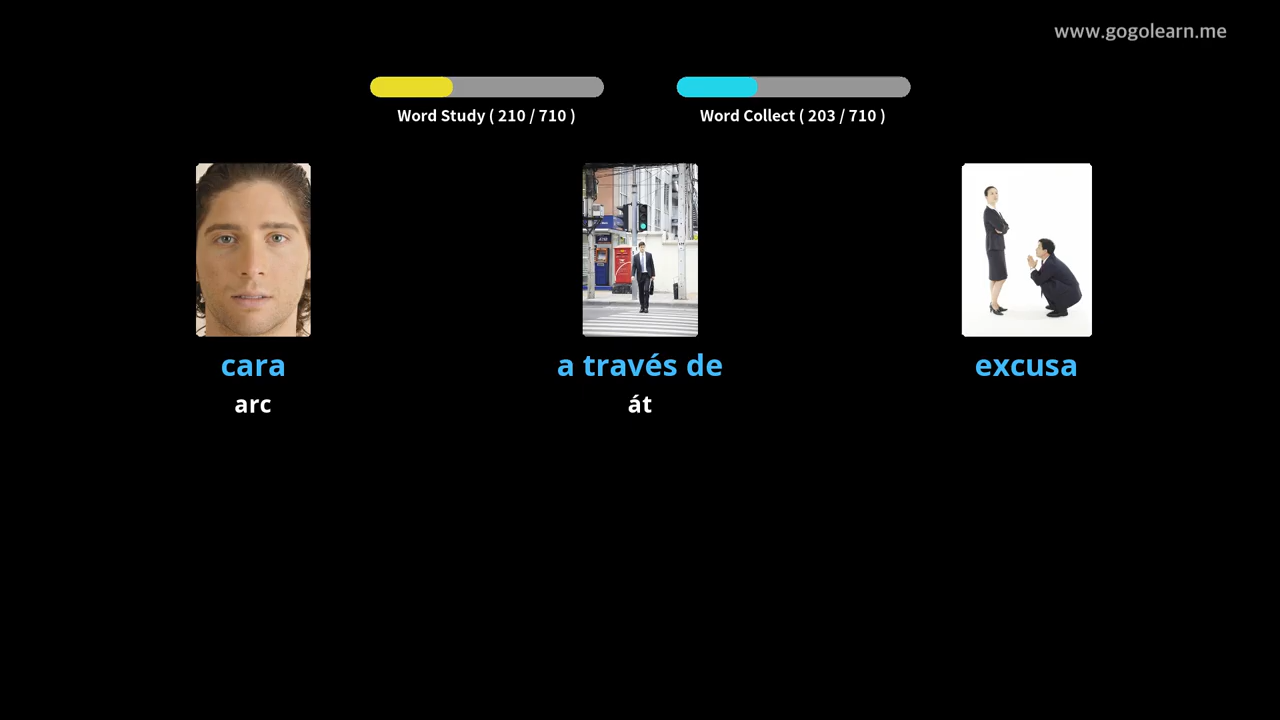 www.gogolearn.me
Word Study ( 210 / 710 )
Word Collect ( 203 / 710 )
cara
arc
a través de
át
excusa